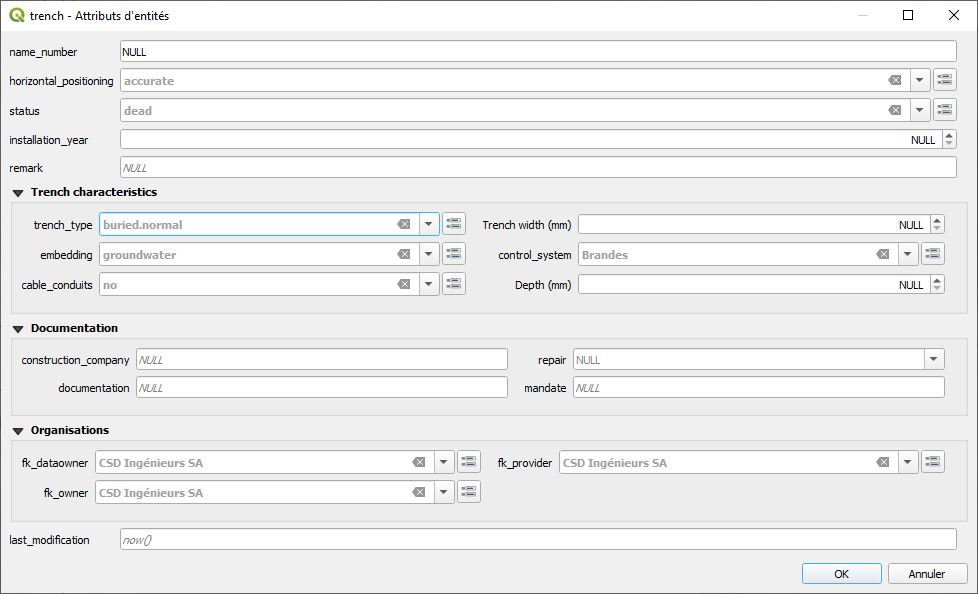 trench - Attributs d'entités
name_number NULL
horizontal_positioning accurate
status dead
installation_year NULL
remark NULL
Trench characteristics
trench_type buried.normal Trench width (mm) NULL
embedding groundwater control_system Brandes
cable_conduits no Depth (mm) NULL
Documentation
construction_company NULL repair NULL
documentation NULL mandate NULL
Organisations
fk_dataowner CSD Ingénieurs SA fk_provider CSD Ingénieurs SA
fk_owner CSD Ingénieurs SA
last_modification now()
OK Annuler